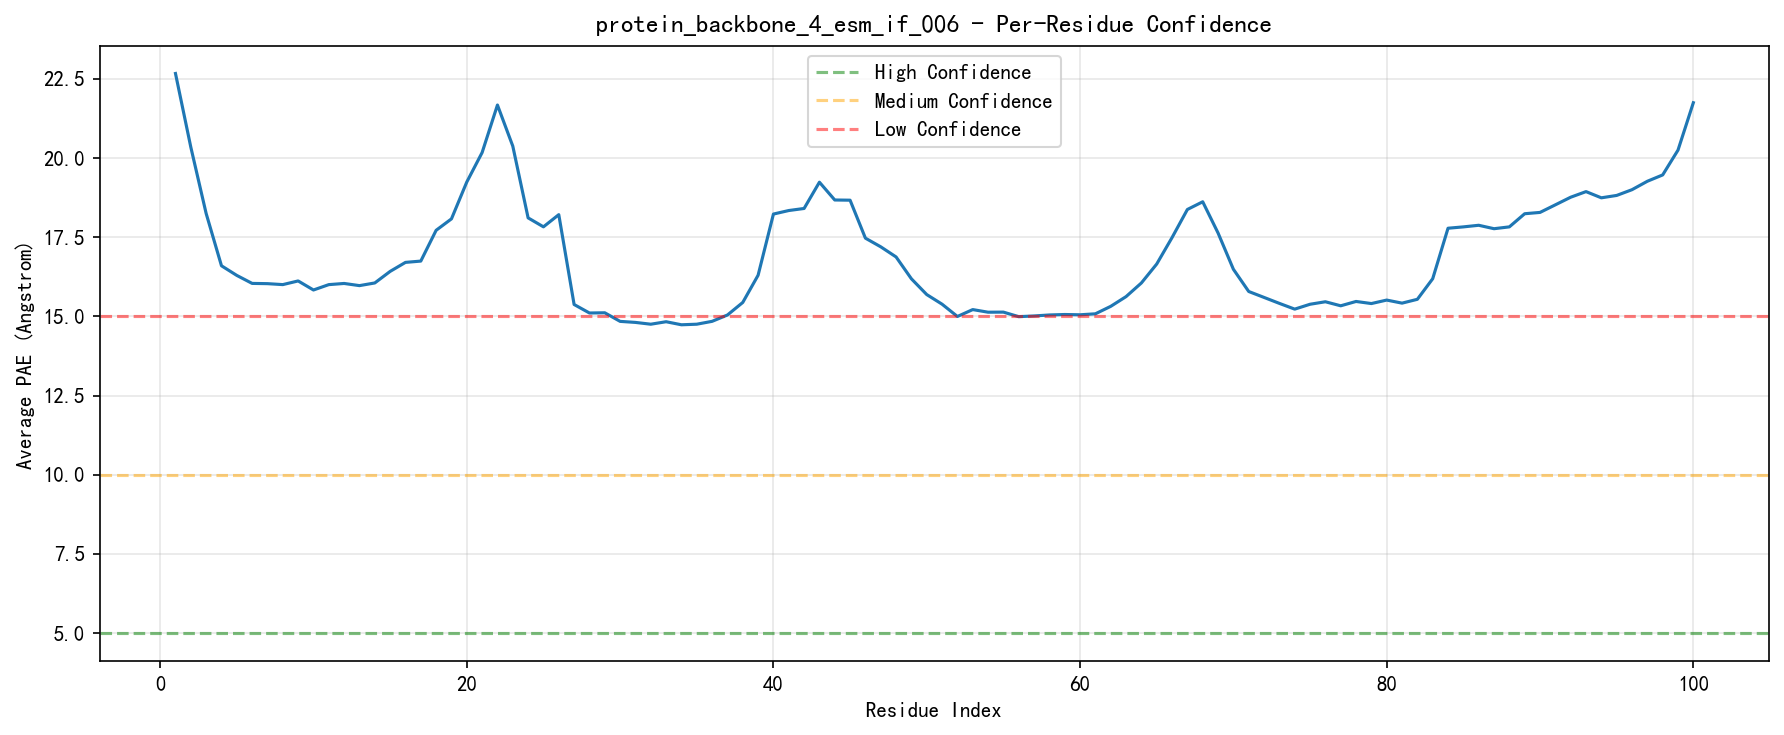 protein_backbone_4_esm_if_006 - Per-Residue Confidence
High Confidence
Medium Confidence
Low Confidence
22.5
20.0
17.5
15.0
12.5
10.0
7.5
5.0
Average PAE (Angstrom)
0 20 40 60 80 100
Residue Index